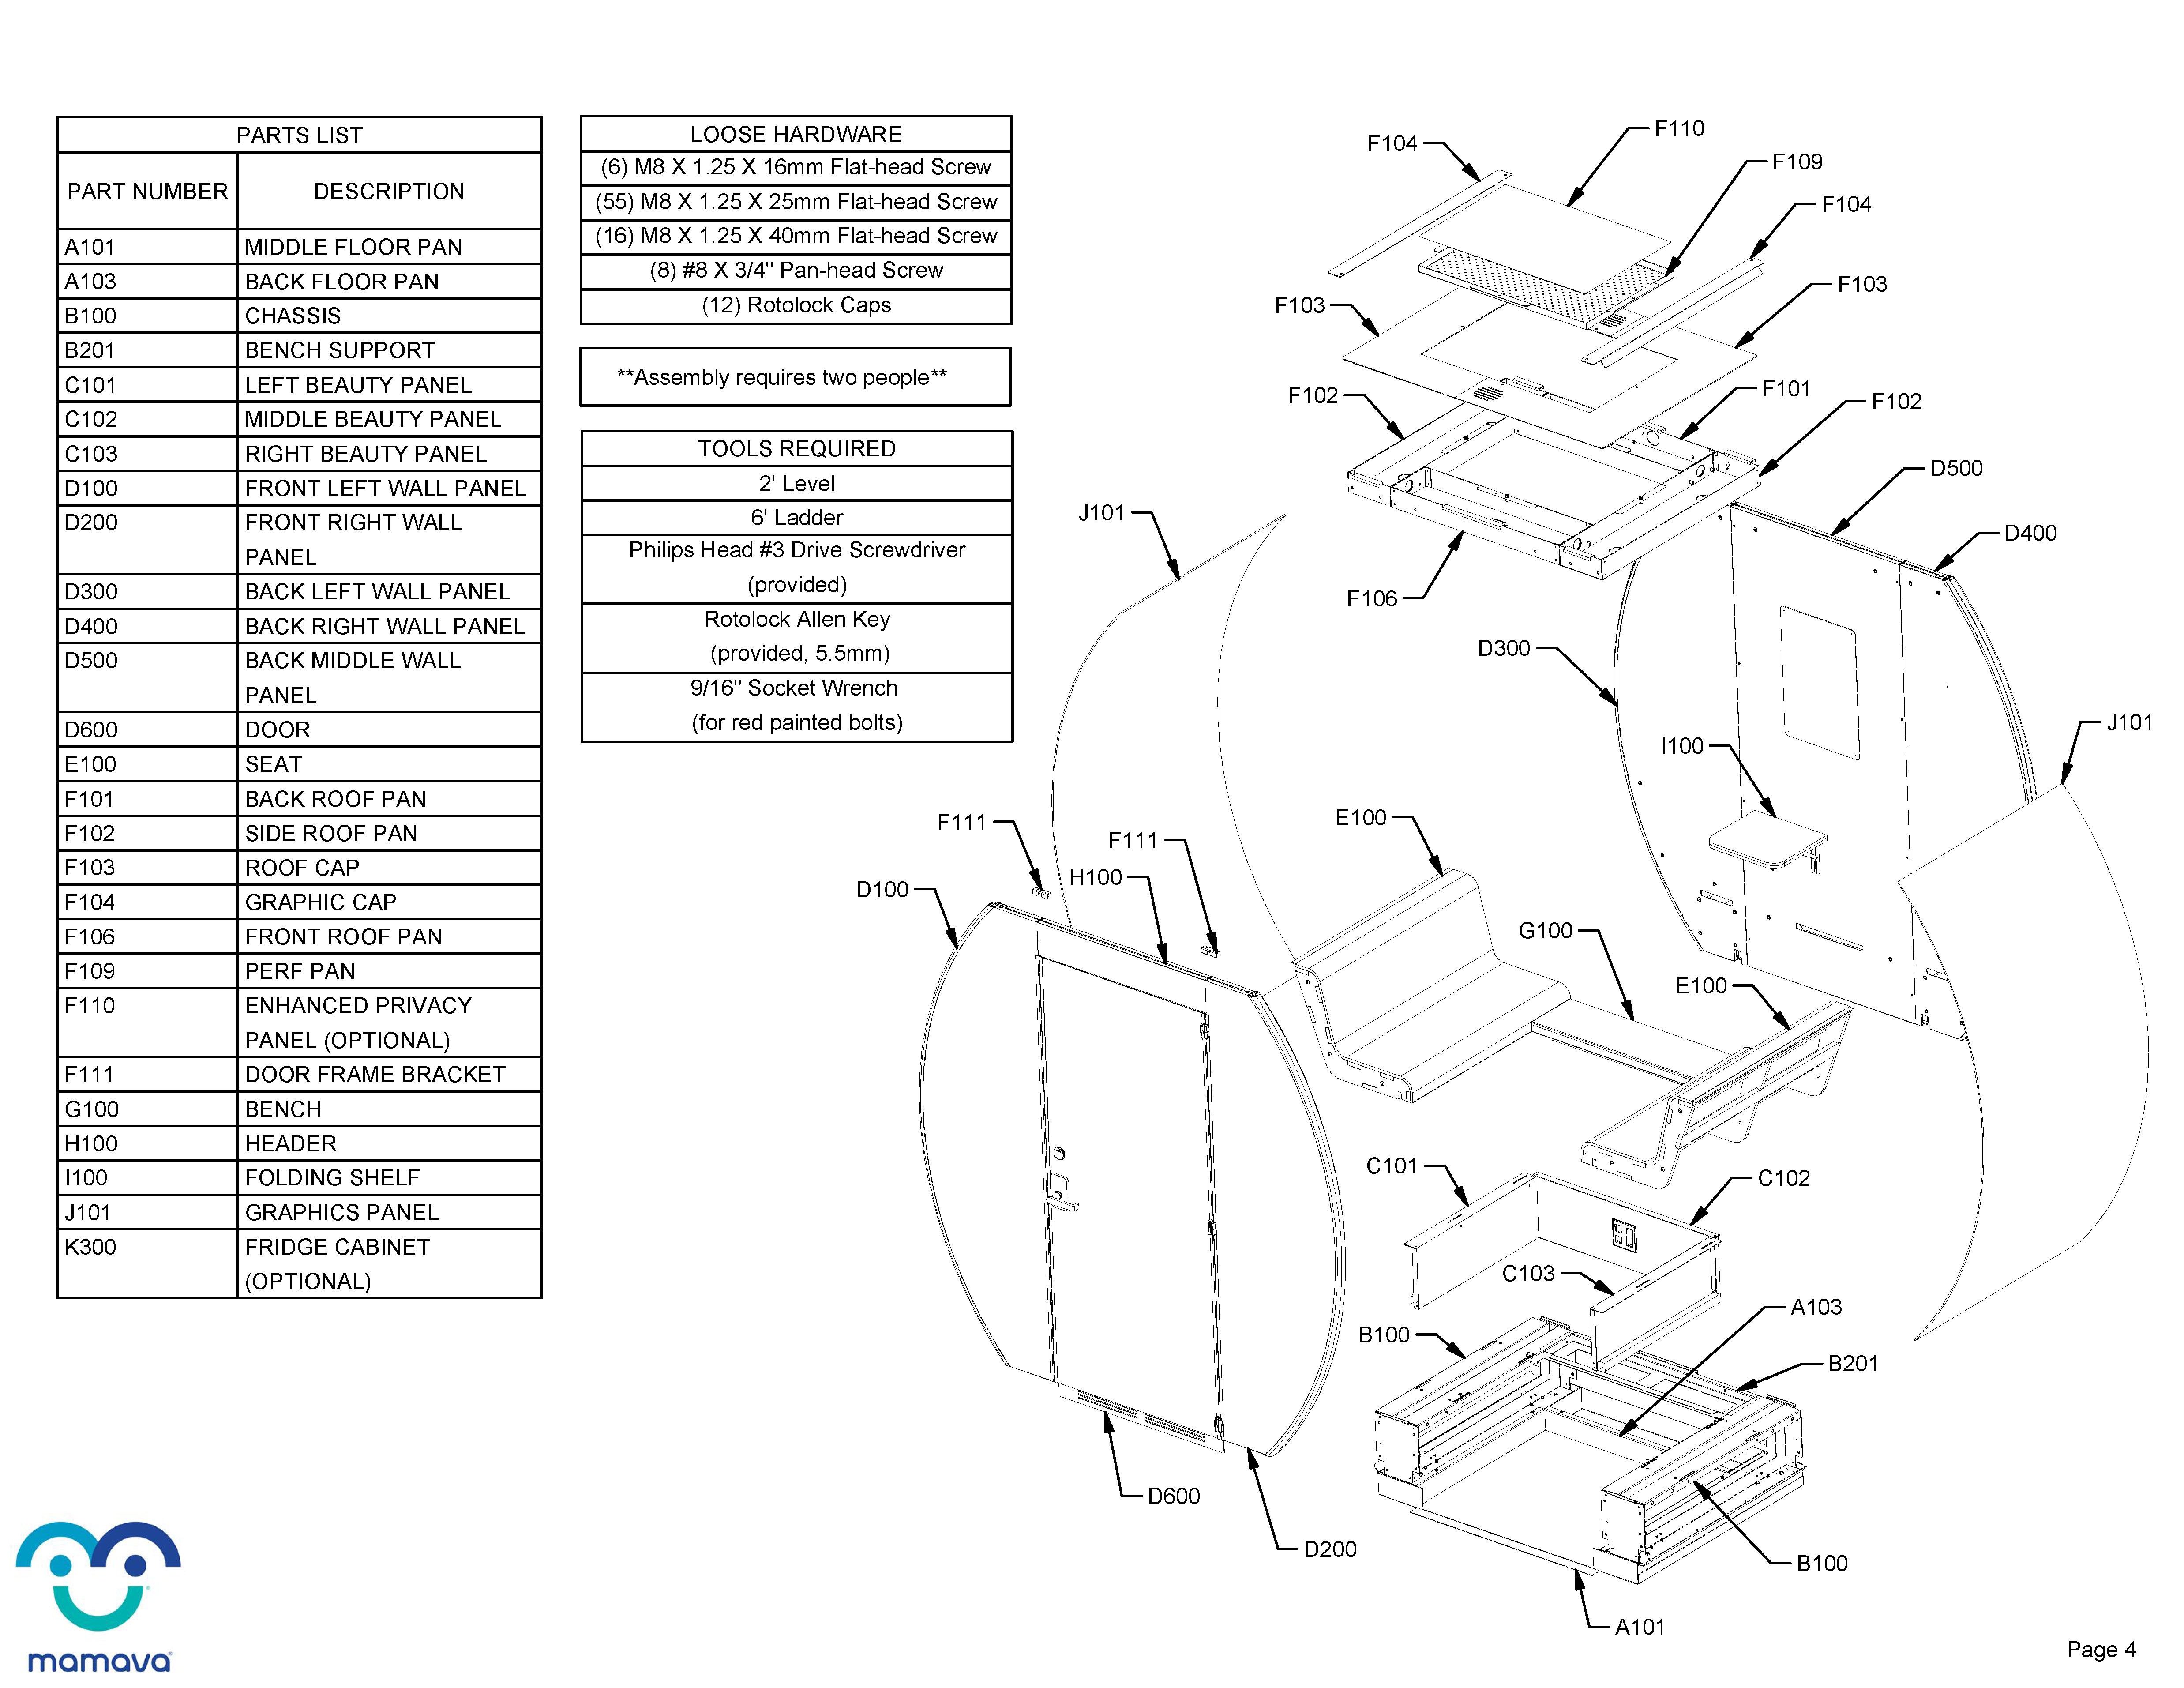 PARTS LIST
PART NUMBER DESCRIPTION
A101 MIDDLE FLOOR PAN
A103 BACK FLOOR PAN
B100 CHASSIS
B201 BENCH SUPPORT
C101 LEFT BEAUTY PANEL
C102 MIDDLE BEAUTY PANEL
C103 RIGHT BEAUTY PANEL
D100 FRONT LEFT WALL PANEL
D200 FRONT RIGHT WALL
PANEL
D300 BACK LEFT WALL PANEL
D400 BACK RIGHT WALL PANEL
D500 BACK MIDDLE WALL
PANEL
D600 DOOR
E100 SEAT
F101 BACK ROOF PAN
F102 SIDE ROOF PAN
F103 ROOF CAP
F104 GRAPHIC CAP
F106 FRONT ROOF PAN
F109 PERF PAN
F110 ENHANCED PRIVACY
PANEL (OPTIONAL)
F111 DOOR FRAME BRACKET
G100 BENCH
H100 HEADER
I100 FOLDING SHELF
J101 GRAPHICS PANEL
K300 FRIDGE CABINET
(OPTIONAL)
LOOSE HARDWARE
(6) M8 X 1.25 X 16mm Flat-head Screw
(55) M8 X 1.25 X 25mm Flat-head Screw
(16) M8 X 1.25 X 40mm Flat-head Screw
(8) #8 X 3/4" Pan-head Screw
(12) Rotolock Caps
**Assembly requires two people**
TOOLS REQUIRED
2' Level
6' Ladder
Philips Head #3 Drive Screwdriver
(provided)
Rotolock Allen Key
(provided, 5.5mm)
9/16" Socket Wrench
(for red painted bolts)
F104
F110
F109
F104
F103
F103
F102
F101
F102
D500
J101
D400
F106
D300
J101
I100
F111
E100
F111
H100
D100
G100
E100
C101
C102
C103
A103
B100
B201
D600
D200
B100
A101
mamava
Page 4